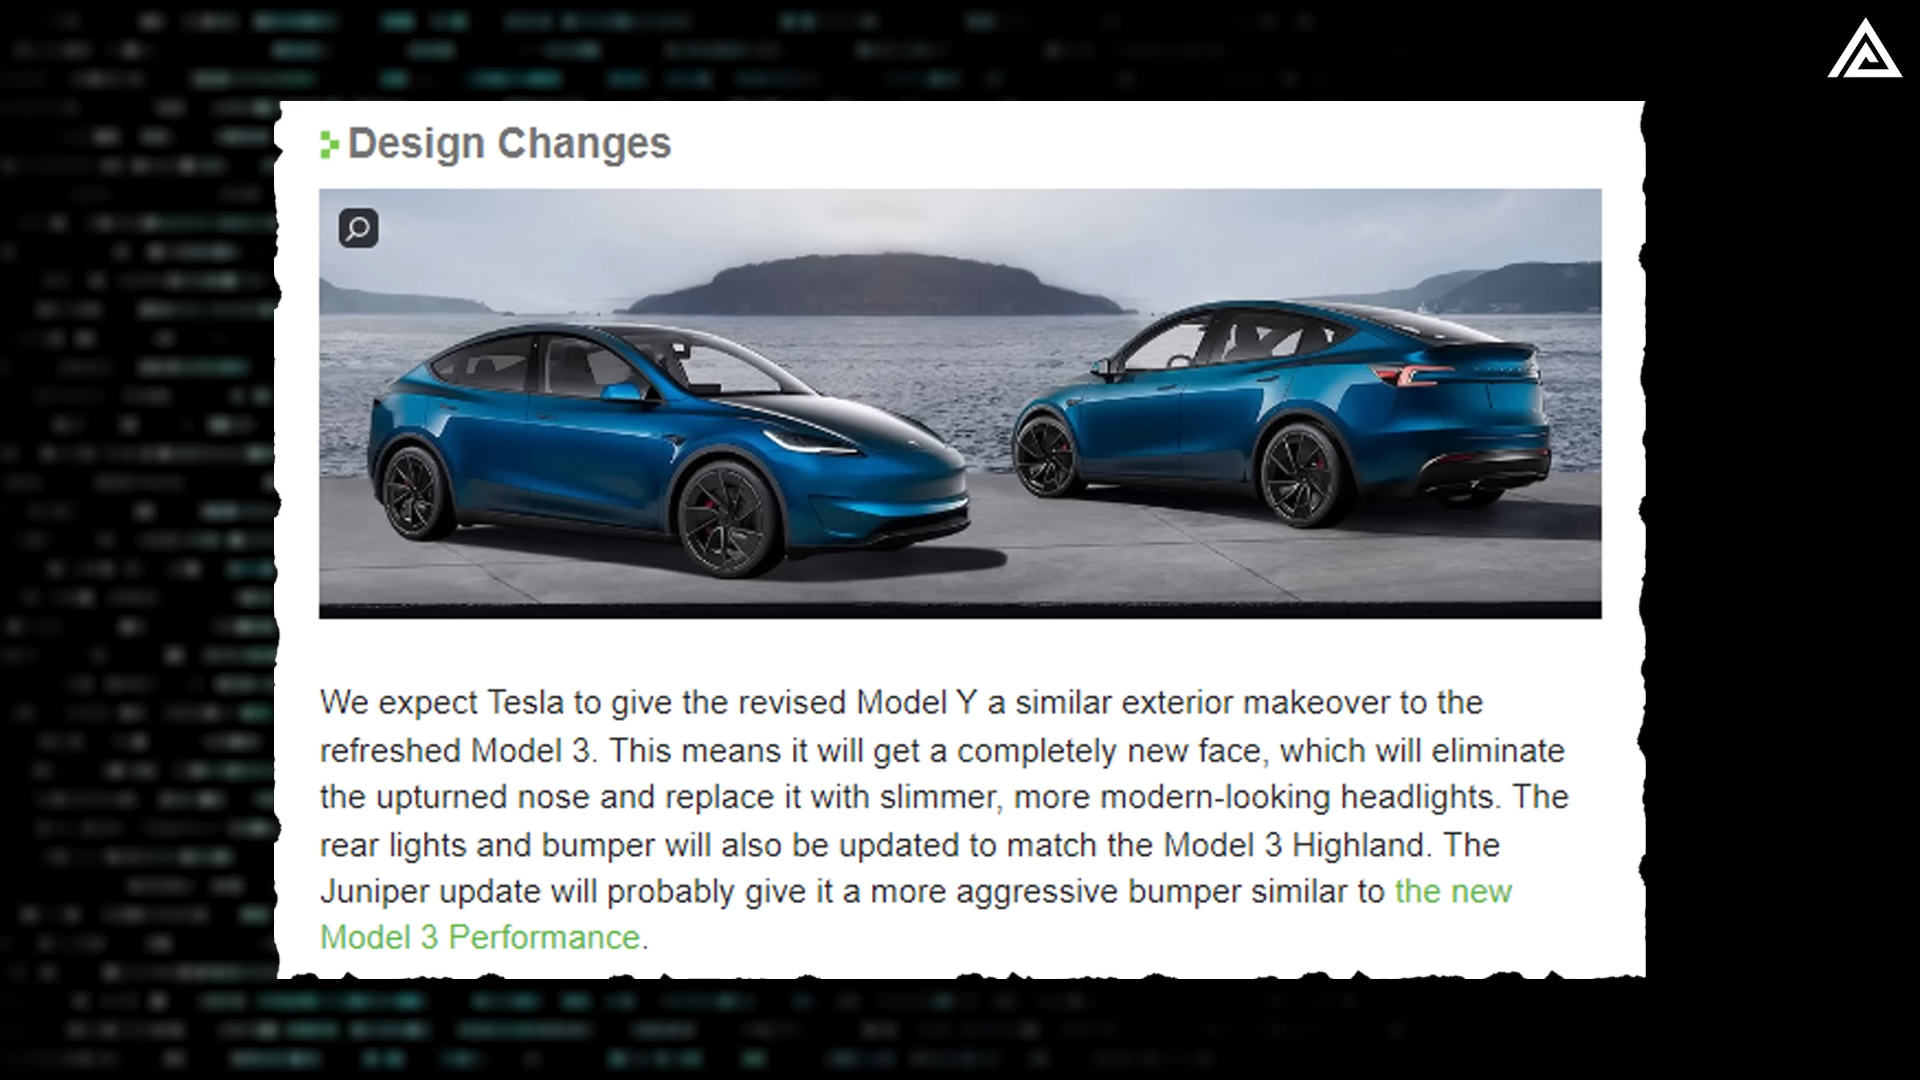 Design Changes
We expect Tesla to give the revised Model Y a similar exterior makeover to the
refreshed Model 3. This means it will get a completely new face, which will eliminate
the upturned nose and replace it with slimmer, more modern-looking headlights. The
rear lights and bumper will also be updated to match the Model 3 Highland. The
Juniper update will probably give it a more aggressive bumper similar to the new
Model 3 Performance.